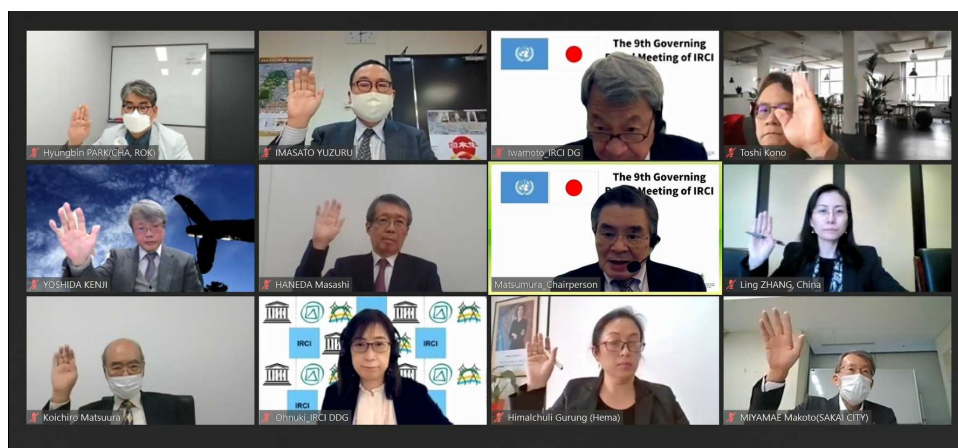 The 9th Governing
Meeting of IRCI
Hyungbin PARK(CHA, ROK)
IMASATO YUZURU
Iwamoto_IRCI DG
Toshi Kono
The 9th Governing
Meeting of IRCI
YOSHIDA KENJI
HANEDA Masashi
Matsumura_Chairperson
Ling ZHANG, China
IRCI
IRCI
IRCI
Koichiro Matsuura
Ohnuki_IRCI DDG
Himalchuli Gurung (Hema)
MIYAMAE Makoto(SAKAI CITY)